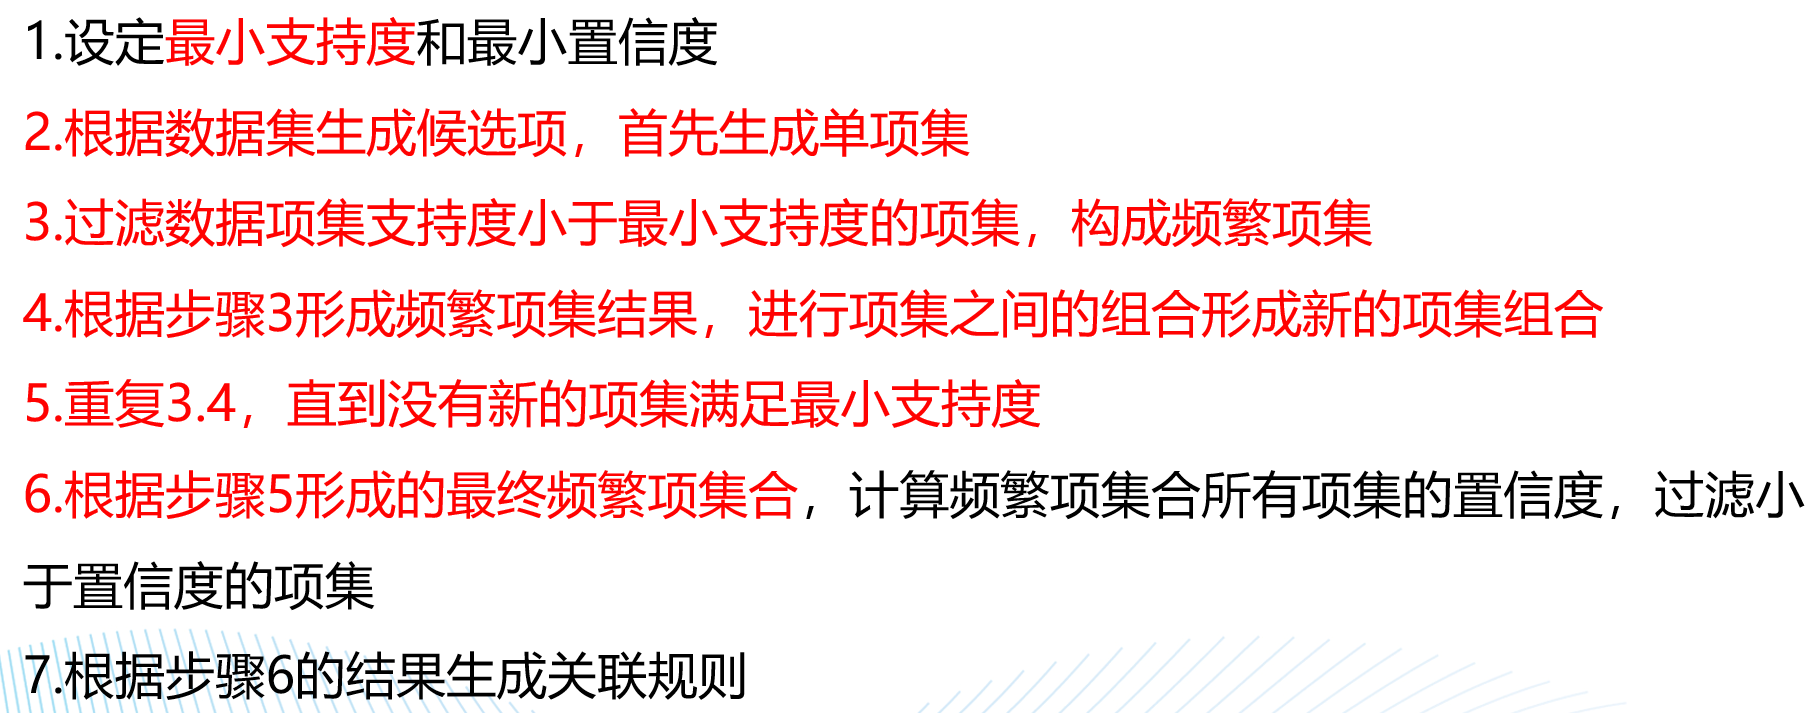 1.设定最小支持度和最小置信度
2.根据数据集生成候选项，首先生成单项集
3.过滤数据项集支持度小于最小支持度的项集，构成频繁项集
4.根据步骤3形成频繁项集结果，进行项集之间的组合形成新的项集组合
5.重复3.4，直到没有新的项集满足最小支持度
6.根据步骤5形成的最终频繁项集合，计算频繁项集合所有项集的置信度，过滤小
于置信度的项集
7.根据步骤6的结果生成关联规则